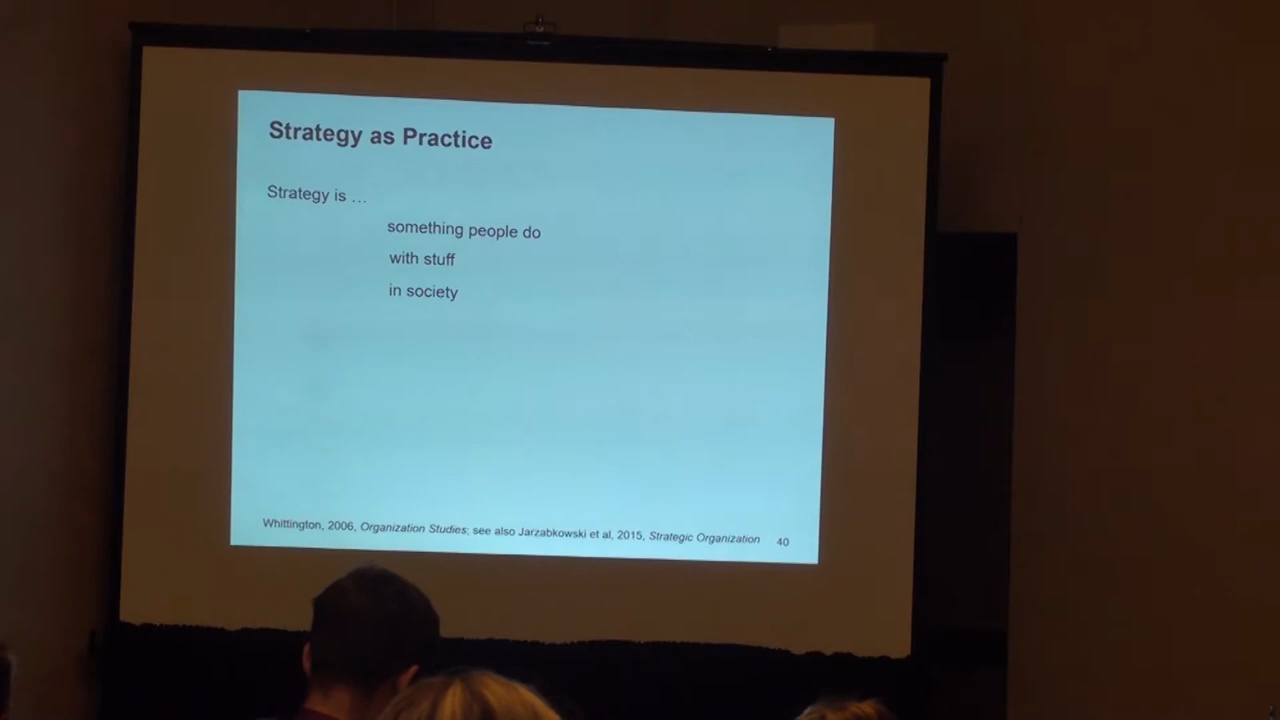 Strategy as Practice
Strategy is …
something people do
with stuff
in society
Whittington, 2006, Organization Studies; see also Jarzabkowski et al, 2015, Strategic Organization 40